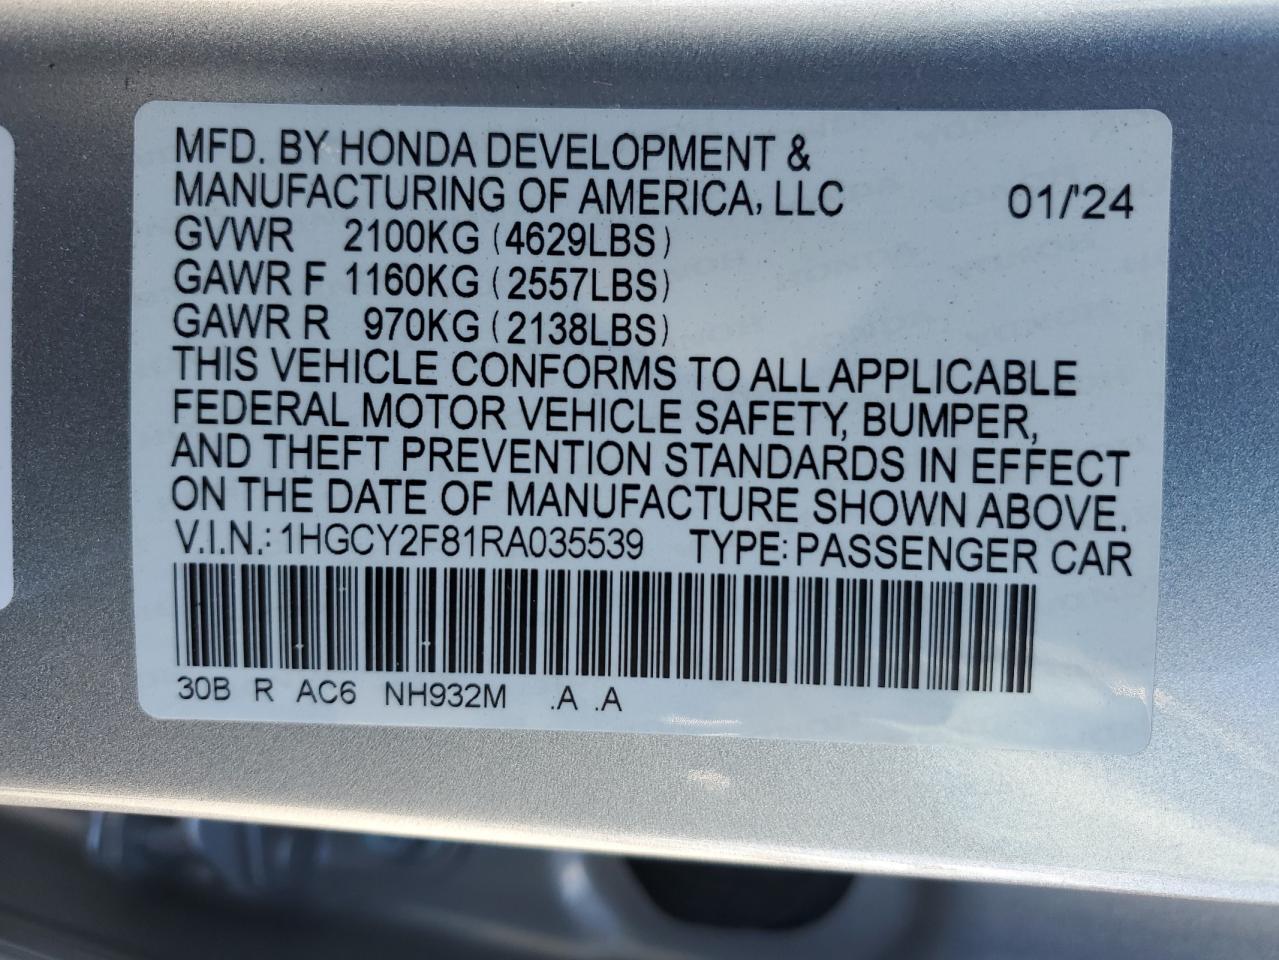 MFD. BY HONDA DEVELOPMENT &
MANUFACTURING OF AMERICA, LLC 01/'24
GVWR 2100KG (4629LBS)
GAWR F 1160KG (2557LBS)
GAWR R 970KG (2138LBS)
THIS VEHICLE CONFORMS TO ALL APPLICABLE
FEDERAL MOTOR VEHICLE SAFETY, BUMPER,
AND THEFT PREVENTION STANDARDS IN EFFECT
ON THE DATE OF MANUFACTURE SHOWN ABOVE.
V.I.N.: 1HGCY2F81RA035539 TYPE: PASSENGER CAR
30B R AC6 NH932M .A .A